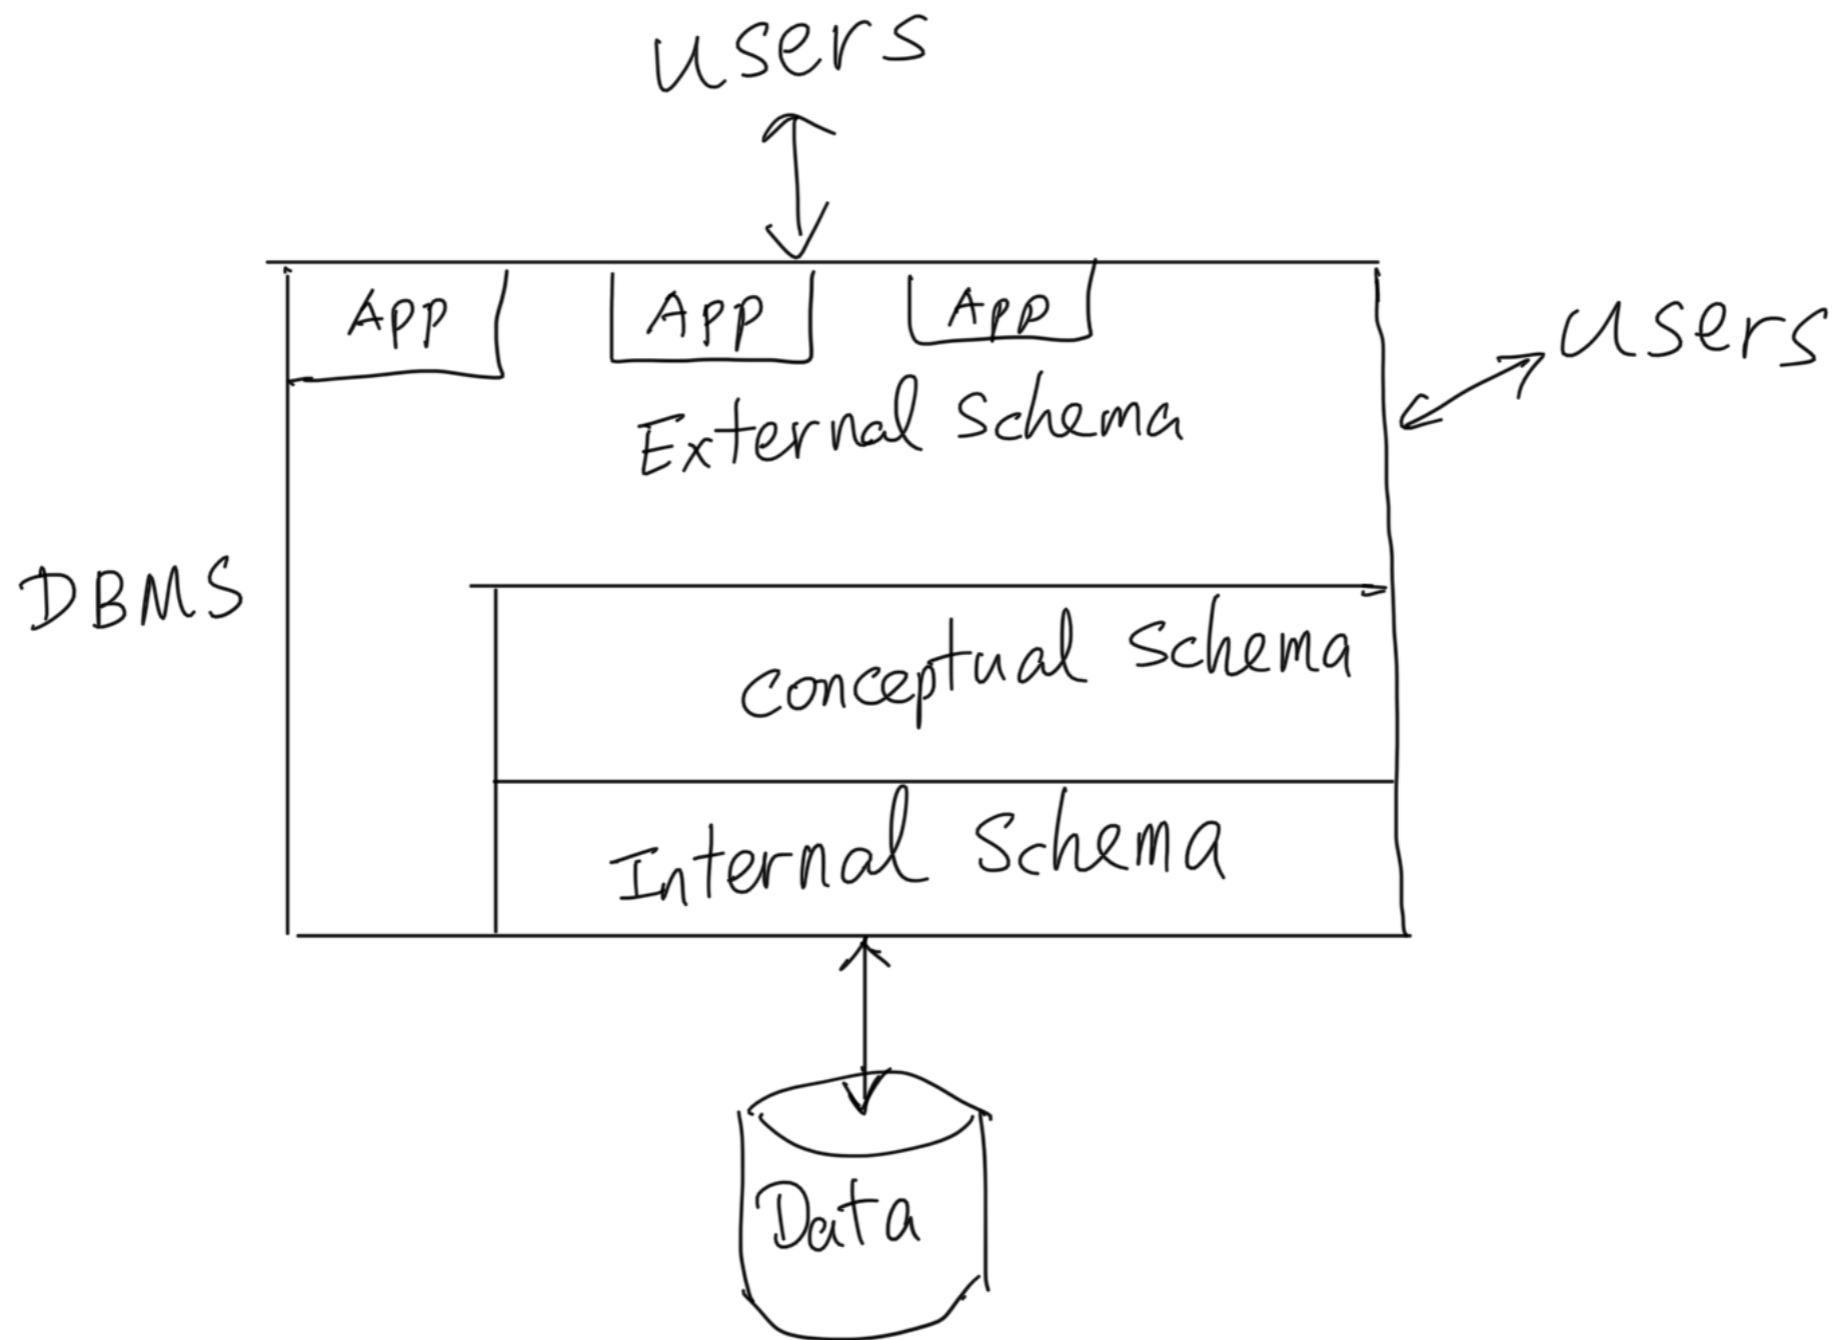 users
App App App
users
External Schema
DBMS
Conceptual Schema
Internal Schema
Data